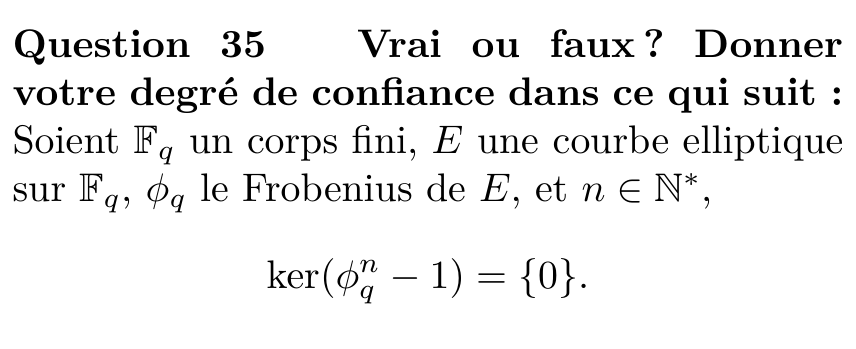 Question 35 Vrai ou faux ? Donner
votre degré de confiance dans ce qui suit :
Soient $\mathbb{F}_q$ un corps fini, $E$ une courbe elliptique
sur $\mathbb{F}_q$, $\phi_q$ le Frobenius de $E$, et $n \in \mathbb{N}^*$,
$\ker(\phi_q^n - 1) = \{0\}.$